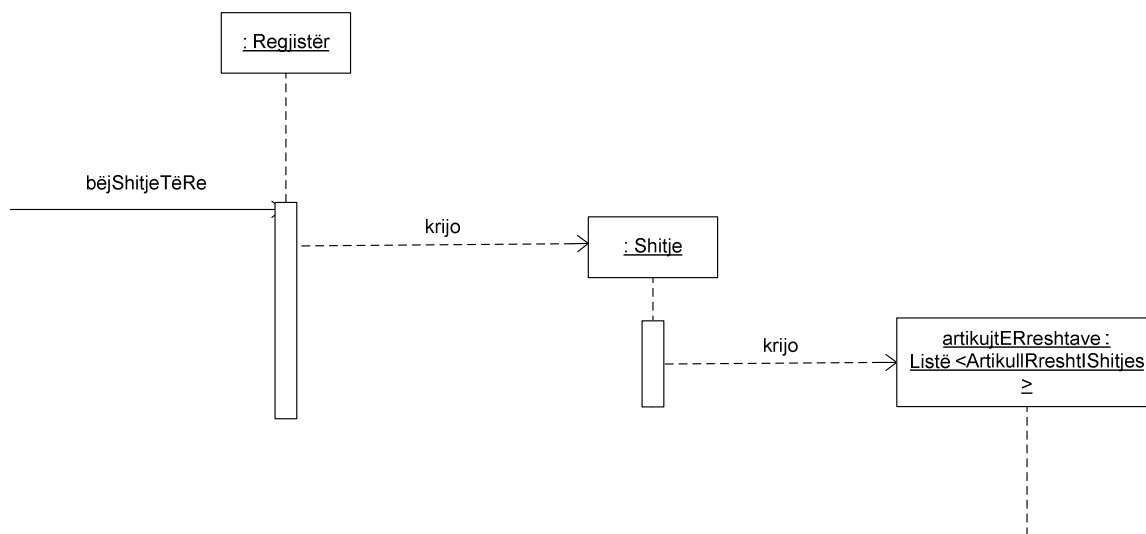 : Regjistër
bëjShitjeTëRe
krijo
: Shitje
krijo
artikujtERreshtave :
Listë <ArtikullRreshtIShitjes
>